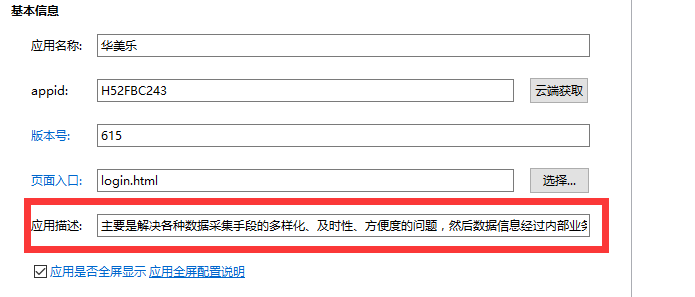 基本信息
应用名称: 华美乐
appid: H52FBC243 云端获取
版本号: 615
页面入口: login.html 选择...
应用描述: 主要是解决各种数据采集手段的多样化、及时性、方便度的问题，然后数据信息经过内部业务
应用是否全屏显示 应用全屏配置说明